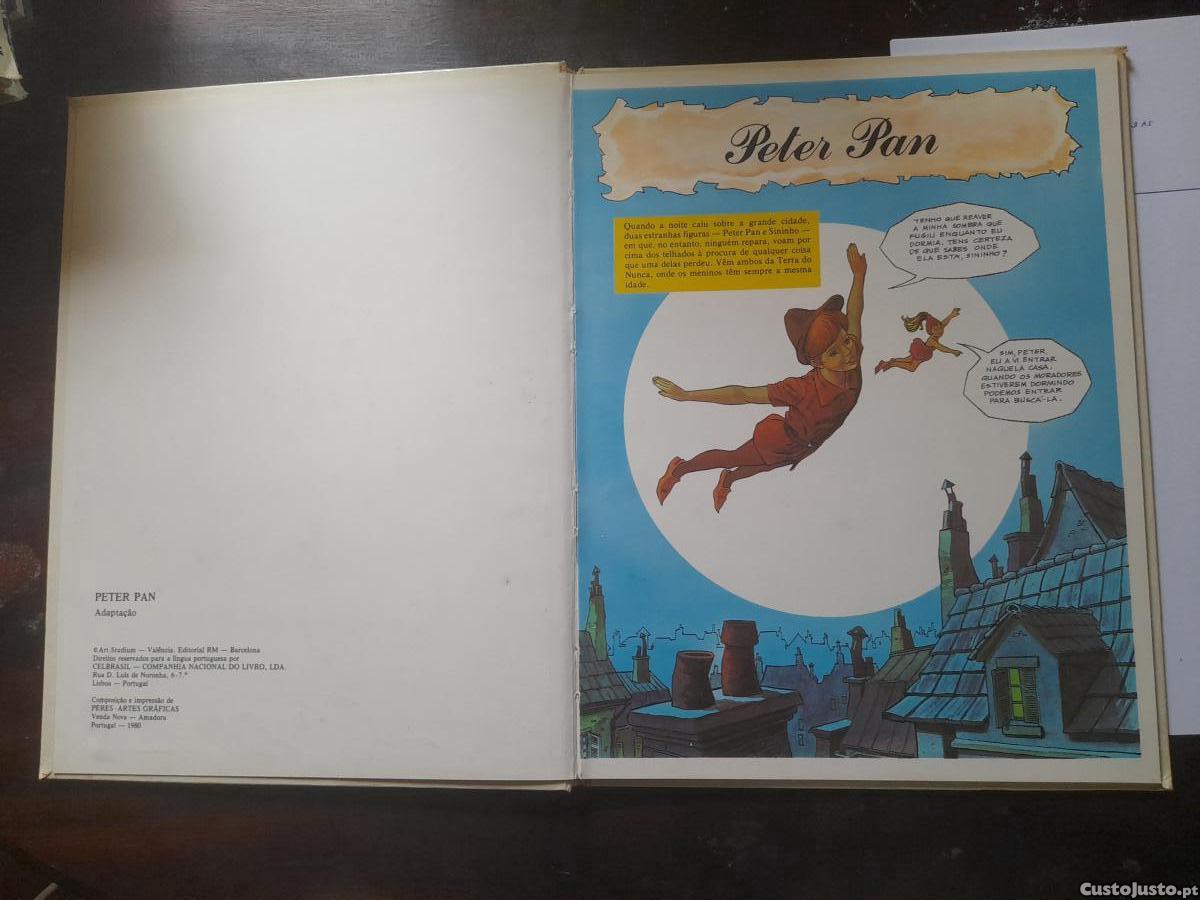 PETER PAN
Adaptação
© Art Studium — Valência. Editorial RM — Barcelona
Direitos reservados para a língua portuguesa por
CELBRASIL — COMPANHIA NACIONAL DO LIVRO, LDA.
Rua D. Luís de Noronha, 6-7.º
Lisboa — Portugal
Composição e impressão de
PERES-ARTES GRÁFICAS
Venda Nova — Amadora
Portugal — 1980
Peter Pan
Quando a noite caiu sobre a grande cidade,
duas estranhas figuras — Peter Pan e Sininho —
em que, no entanto, ninguém repara, voam por
cima dos telhados à procura de qualquer coisa
que uma delas perdeu. Vêm ambos da Terra do
Nunca, onde os meninos têm sempre a mesma
idade.
TENHO QUE REAVER
A MINHA SOMBRA QUE
FUGIU ENQUANTO EU
DORMIA. TENS CERTEZA
DE QUE SABES ONDE
ELA ESTÁ, SININHO?
SIM, PETER,
EU A VI ENTRAR
NAQUELA CASA.
QUANDO OS MORADORES
ESTIVEREM DORMINDO
PODEMOS ENTRAR
PARA BUSCÁ-LA.
CustoJusto.pt